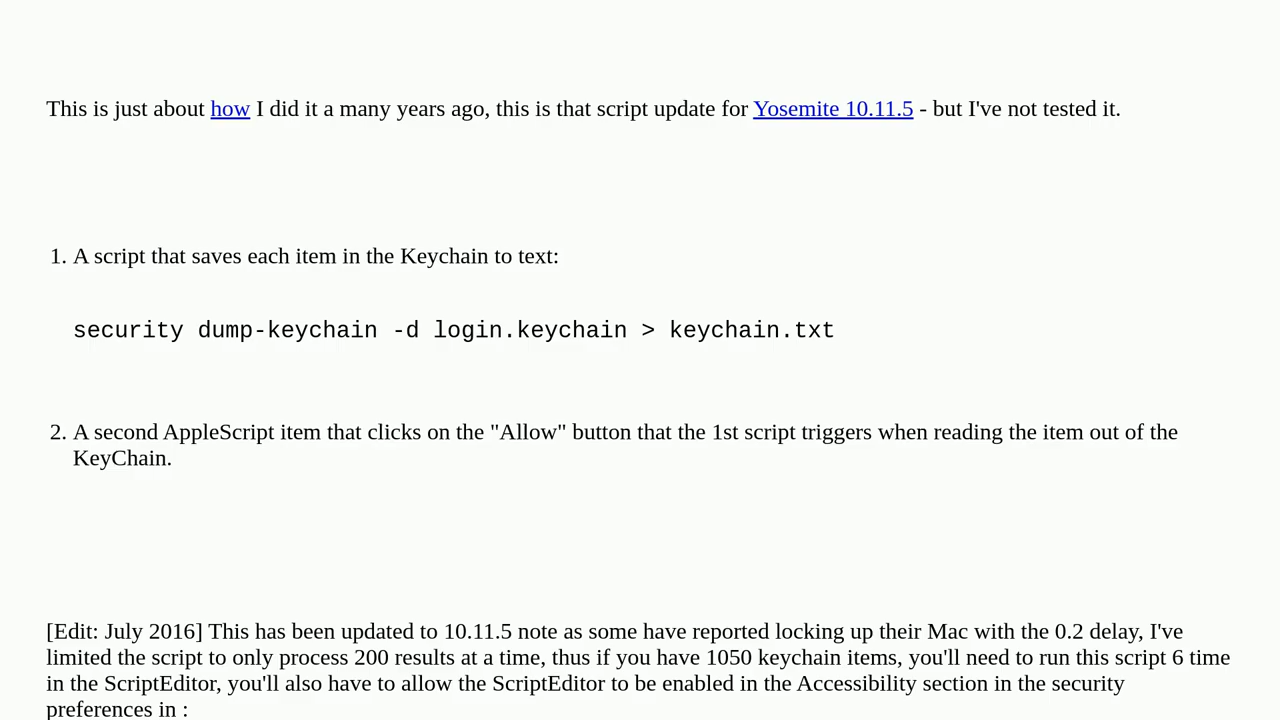 This is just about how I did it a many years ago, this is that script update for Yosemite 10.11.5 - but I've not tested it.
1. A script that saves each item in the Keychain to text:
security dump-keychain -d login.keychain > keychain.txt
2. A second AppleScript item that clicks on the "Allow" button that the 1st script triggers when reading the item out of the
KeyChain.
[Edit: July 2016] This has been updated to 10.11.5 note as some have reported locking up their Mac with the 0.2 delay, I've
limited the script to only process 200 results at a time, thus if you have 1050 keychain items, you'll need to run this script 6 time
in the ScriptEditor, you'll also have to allow the ScriptEditor to be enabled in the Accessibility section in the security
preferences in :